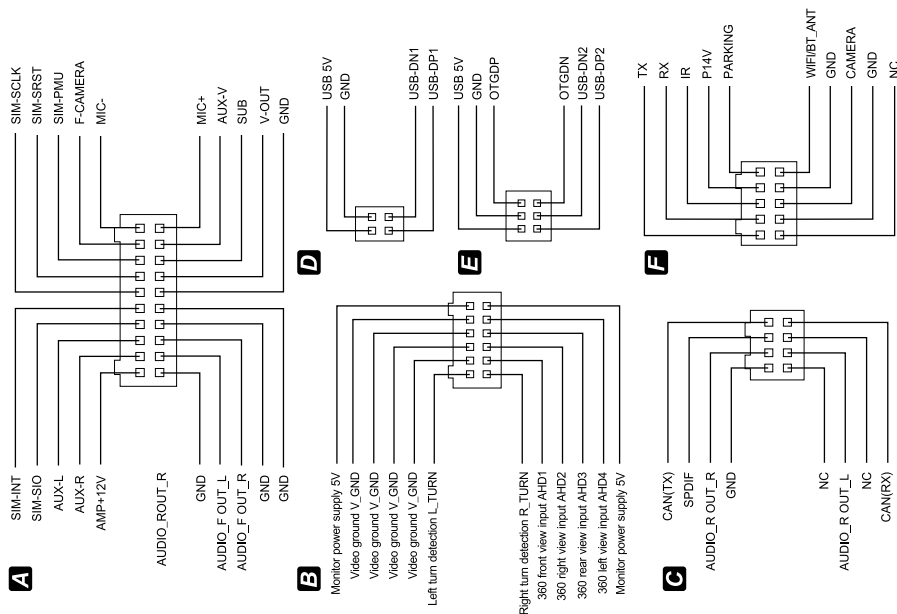 A
SIM-INT
SIM-SIO
AUX-L
AUX-R
AMP+12V
AUDIO_ROUT_R
GND
AUDIO_F OUT_L
AUDIO_F OUT_R
GND
GND
SIM-SCLK
SIM-SRST
SIM-PMU
F-CAMERA
MIC-
MIC+
AUX-V
SUB
V-OUT
GND
B
Monitor power supply 5V
Video ground V_GND
Video ground V_GND
Video ground V_GND
Video ground V_GND
Left turn detection L_TURN
Right turn detection R_TURN
360 front view input AHD1
360 right view input AHD2
360 rear view input AHD3
360 left view input AHD4
Monitor power supply 5V
D
USB 5V
GND
USB-DN1
USB-DP1
E
USB 5V
GND
OTGDP
OTGDN
USB-DN2
USB-DP2
C
CAN(TX)
SPDIF
AUDIO_R OUT_R
GND
NC
AUDIO_R OUT_L
NC
CAN(RX)
F
TX
RX
IR
P14V
PARKING
WIFI/BT_ANT
GND
CAMERA
GND
NC